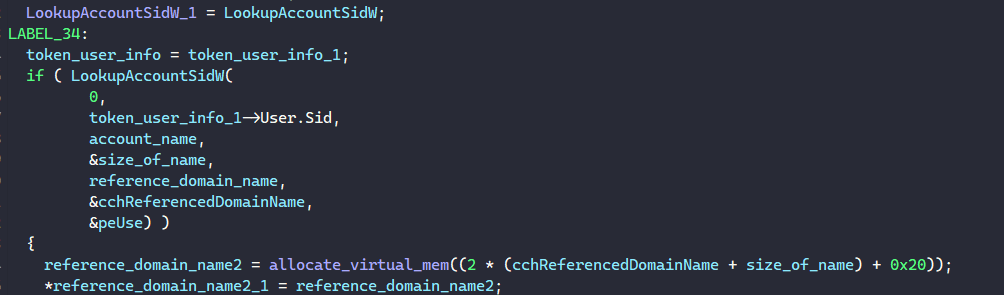 LookupAccountSidW_1 = LookupAccountSidW;
LABEL_34:
token_user_info = token_user_info_1;
if ( LookupAccountSidW(
0,
token_user_info_1->User.Sid,
account_name,
&size_of_name,
reference_domain_name,
&cchReferencedDomainName,
&peUse) )
{
reference_domain_name2 = allocate_virtual_mem((2 * (cchReferencedDomainName + size_of_name) + 0x20));
*reference_name2_1 = reference_domain_name2;